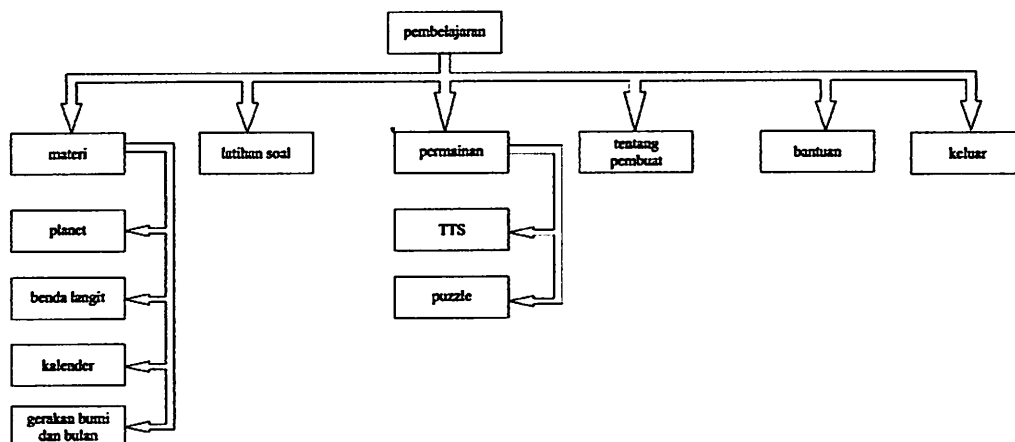 pembelajaran
materi
latihan soal
permainan
tentang
pembuat
bantuan
keluar
planet
benda langit
kalender
gerakan bumi
dan bulan
TTS
puzzle